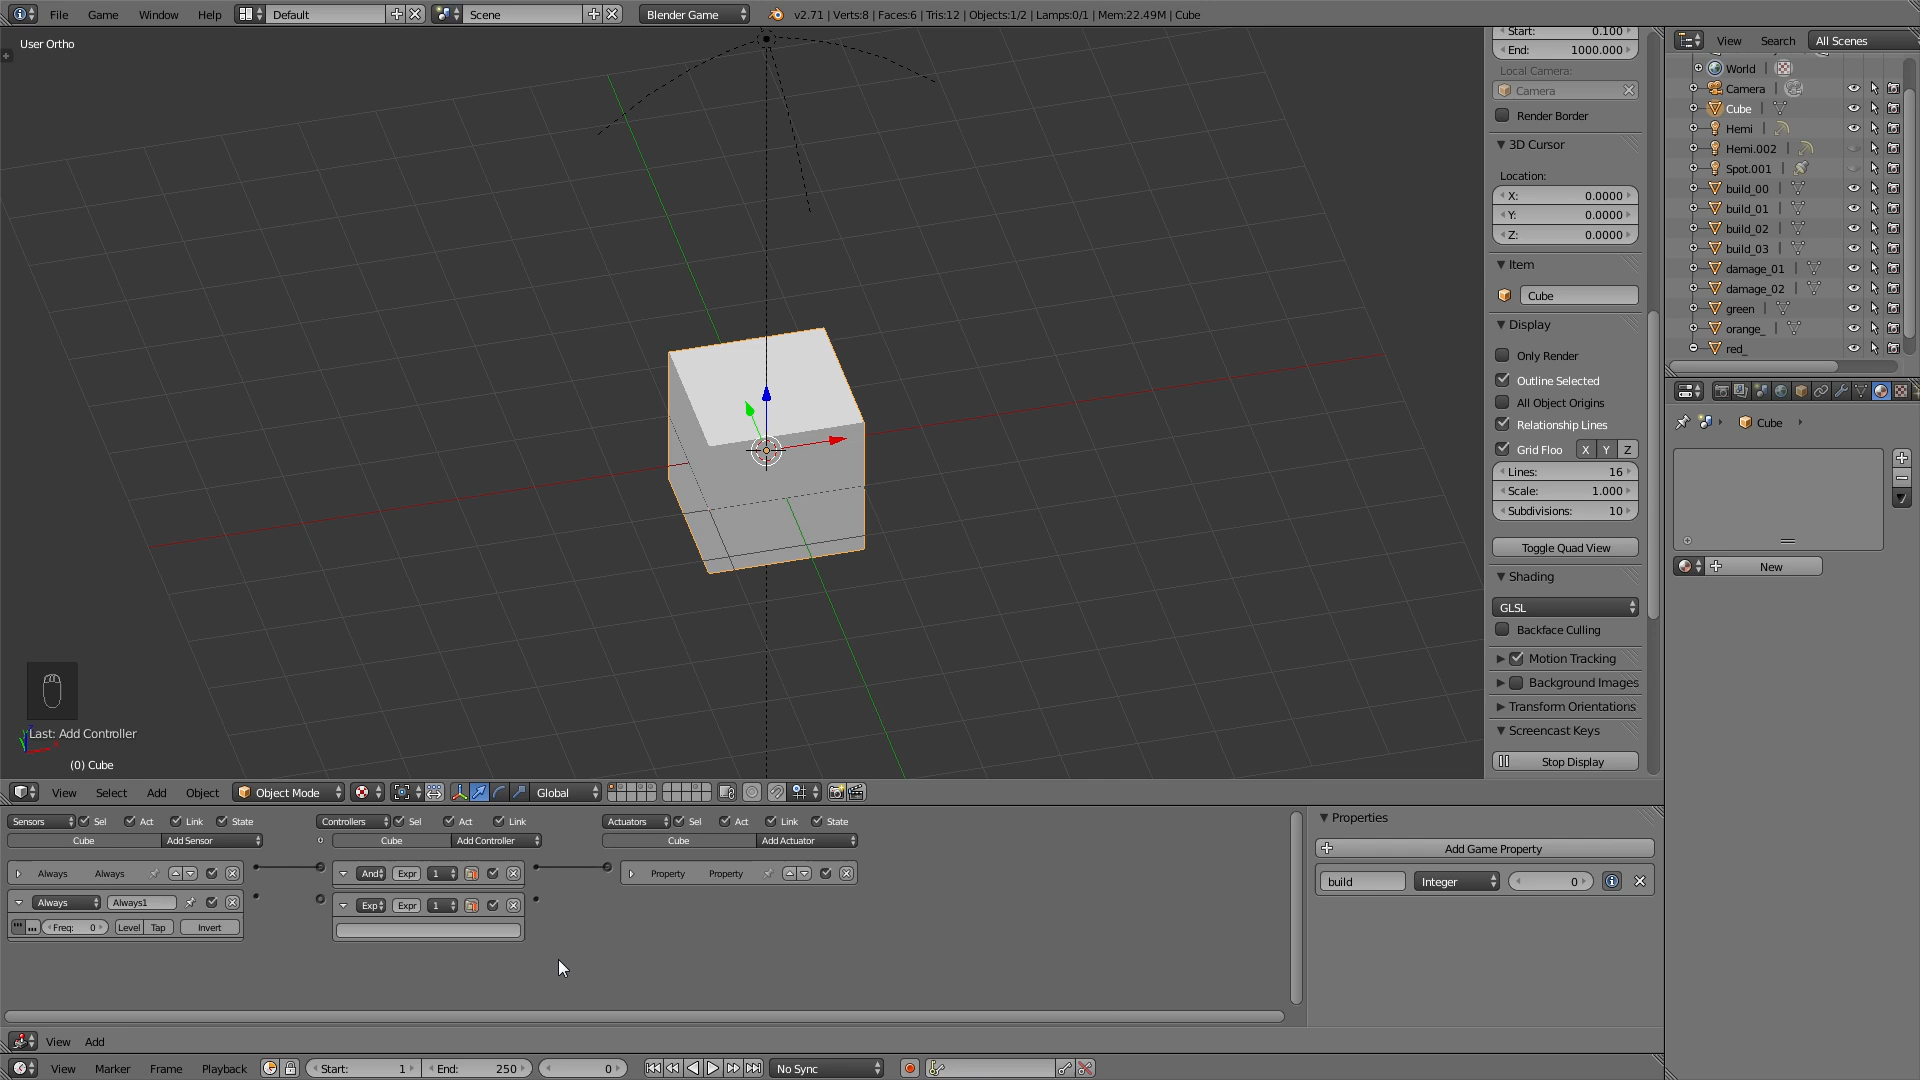 File Game Window Help Default Scene Blender Game v2.71 | Verts:8 | Faces:6 | Tris:12 | Objects:1/2 | Lamps:0/1 | Mem:22.49M | Cube
User Ortho
Last: Add Controller
(0) Cube
Start: 0.100
End: 1000.000
Local Camera:
Camera
Render Border
3D Cursor
Location:
X: 0.0000
Y: 0.0000
Z: 0.0000
Item
Cube
Display
Only Render
Outline Selected
All Object Origins
Relationship Lines
Grid Floo X Y Z
Lines: 16
Scale: 1.000
Subdivisions: 10
Toggle Quad View
Shading
GLSL
Backface Culling
Motion Tracking
Background Images
Transform Orientations
Screencast Keys
Stop Display
View Search All Scenes
World
Camera
Cube
Hemi
Hemi.002
Spot.001
build_00
build_01
build_02
build_03
damage_01
damage_02
green
orange_
red_
Cube
New
View Select Add Object Object Mode Global
Sensors Sel Act Link State
Cube Add Sensor
Always Always
Always Always1
Freq: 0 Level Tap Invert
Controllers Sel Act Link
Cube Add Controller
And Expr 1
Exp Expr 1
Actuators Sel Act Link State
Cube Add Actuator
Property Property
Properties
Add Game Property
build Integer 0
View Add
View Marker Frame Playback Start: 1 End: 250 0 No Sync